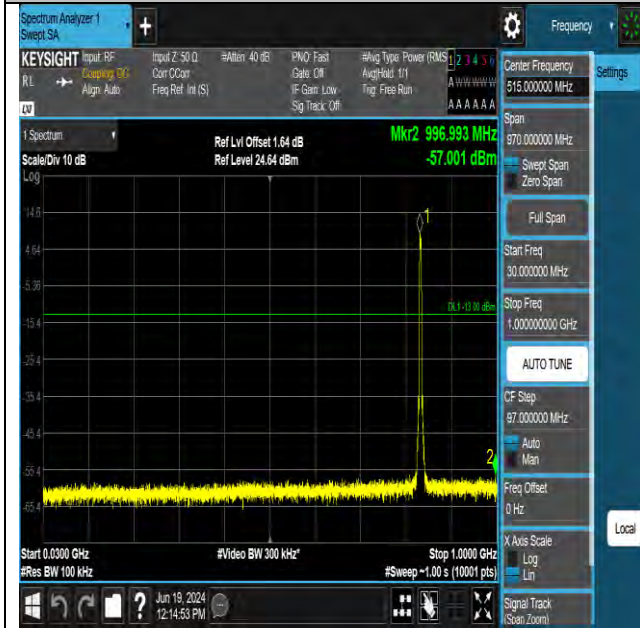 Spectrum Analyzer 1
Swept SA
+
Frequency
KEYSIGHT
RL
Input: RF
Coupling: DC
Align: Auto
Input Z: 50 Ω
Corr CCorr
Freq Ref: Int (S)
#Atten: 40 dB
PNO: Fast
Gate: Off
IF Gain: Low
Sig Track: Off
#Avg Type: Power (RMS
Avg|Hold: 1/1
Trig: Free Run
1 2 3 4 5 6
A W W W W W
A A A A A A
1 Spectrum
Scale/Div 10 dB
Log
Ref Lvl Offset 1.64 dB
Ref Level 24.64 dBm
Mkr2 996.993 MHz
-57.001 dBm
14.6
4.64
-5.36
-15.4
-25.4
-35.4
-45.4
-55.4
-65.4
1
DL1 -13.00 dBm
2
Start 0.0300 GHz
#Res BW 100 kHz
#Video BW 300 kHz*
Stop 1.0000 GHz
#Sweep ~1.00 s (10001 pts)
?
Jun 19, 2024
12:14:53 PM
Center Frequency
515.000000 MHz
Span
970.000000 MHz
Swept Span
Zero Span
Full Span
Start Freq
30.000000 MHz
Stop Freq
1.000000000 GHz
AUTO TUNE
CF Step
97.000000 MHz
Auto
Man
Freq Offset
0 Hz
X Axis Scale
Log
Lin
Signal Track
(Span Zoom)
Settings
Local